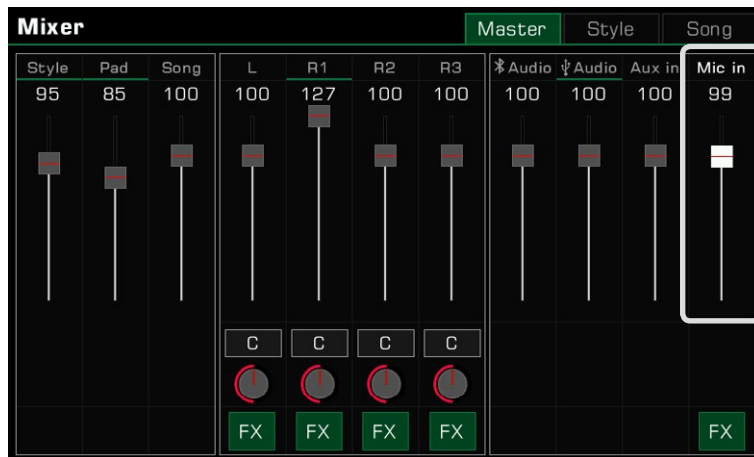 Mixer Master Style Song
Style Pad Song L R1 R2 R3 Audio Audio Aux in Mic in
95 85 100 100 127 100 100 100 100 100 99
C C C C
FX FX FX FX FX